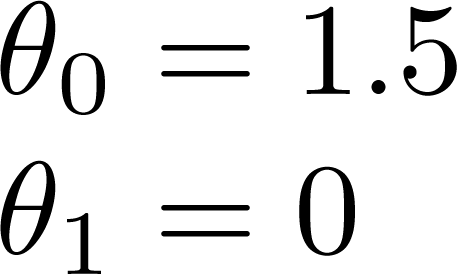 θ₀ = 1.5
θ₁ = 0